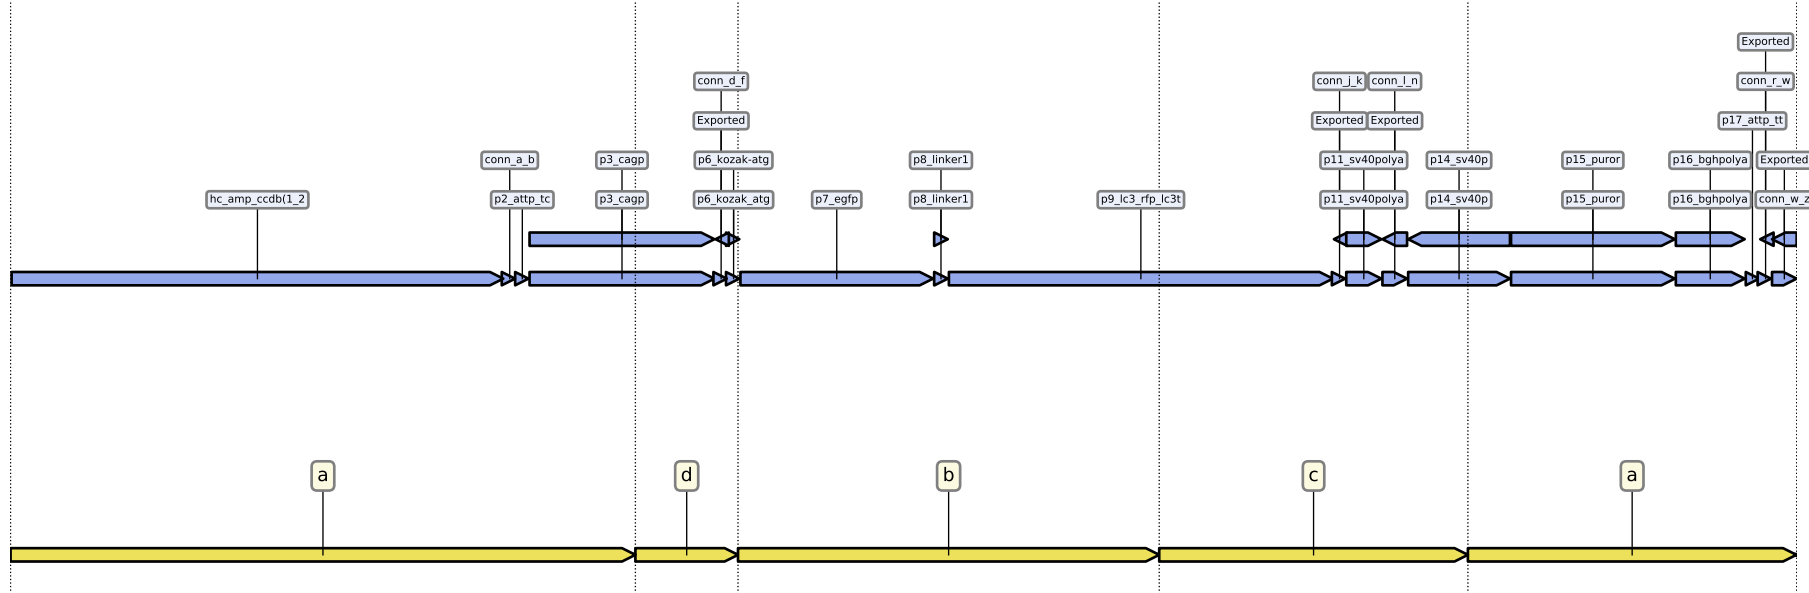 Exported
conn_d_f conn_j_k conn_l_n conn_r_w
Exported Exported Exported p17_attp_tt
conn_a_b p3_cagp p6_kozak-atg p8_linker1 p11_sv40polya p14_sv40p p15_puror p16_bghpolya Exported
hc_amp_ccdb(1_2 p2_attp_tc p3_cagp p6_kozak_atg p7_egfp p8_linker1 p9_lc3_rfp_lc3t p11_sv40polya p14_sv40p p15_puror p16_bghpolya conn_w_z
a d b c a